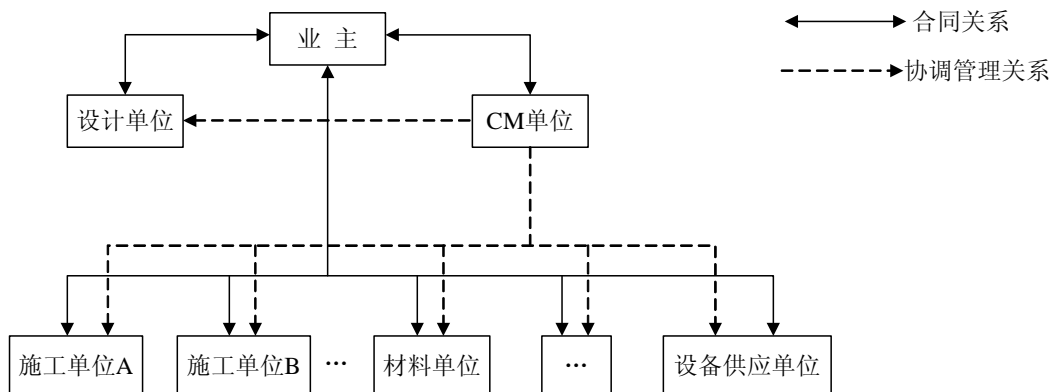 业 主
合同关系
协调管理关系
设计单位
CM单位
施工单位A
施工单位B
…
材料单位
…
设备供应单位